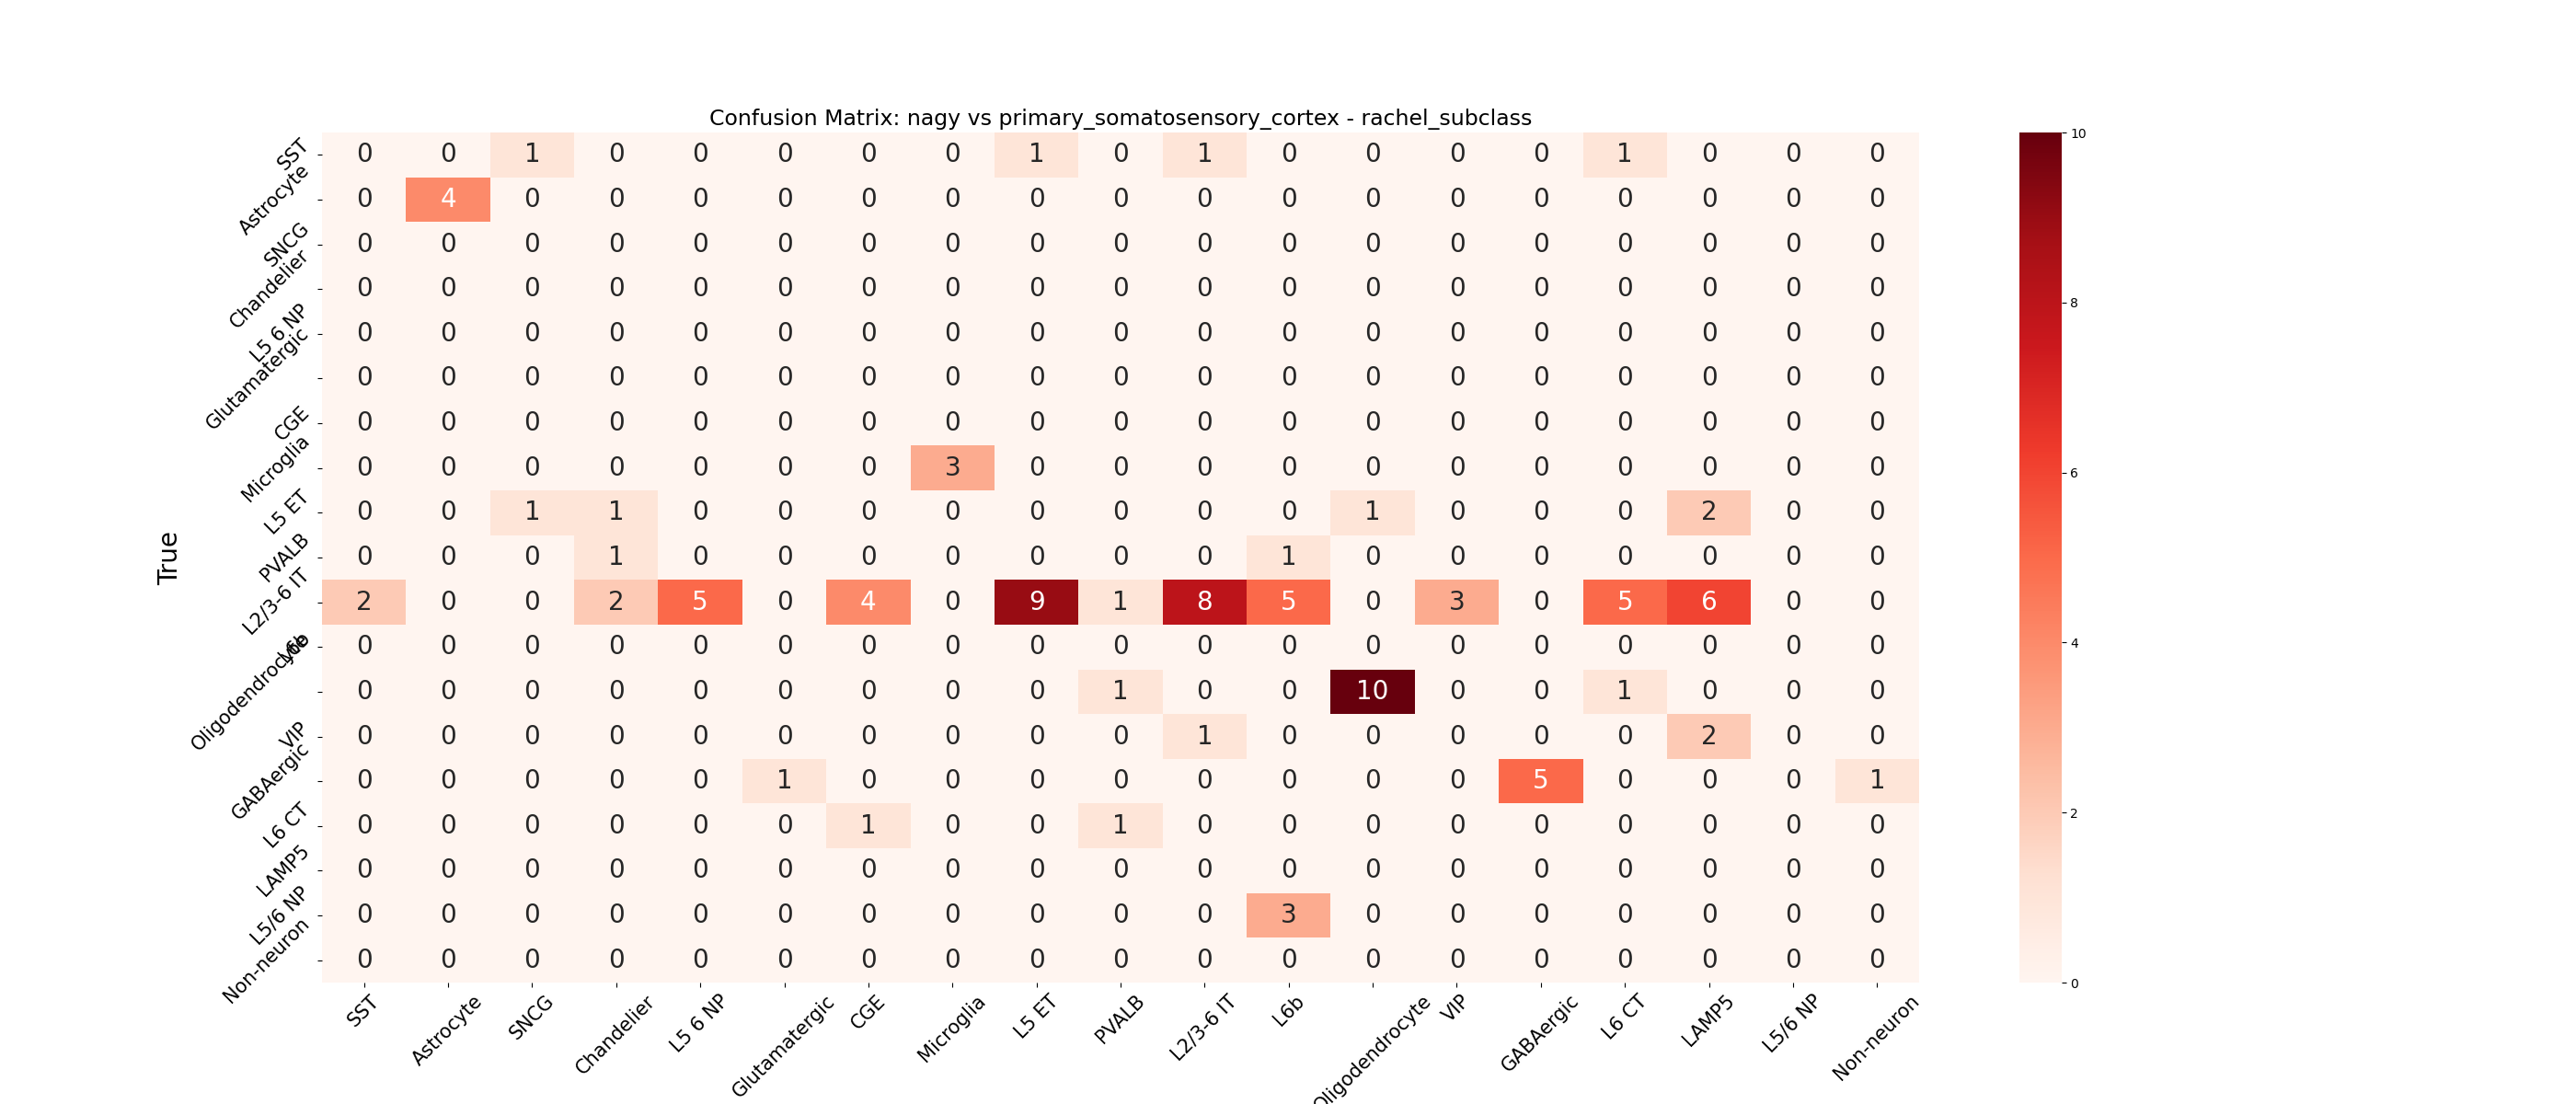 Confusion Matrix: nagy vs primary_somatosensory_cortex - rachel_subclass
True
SST 0 0 1 0 0 0 0 0 1 0 1 0 0 0 0 1 0 0 0
Astrocyte 0 4 0 0 0 0 0 0 0 0 0 0 0 0 0 0 0 0 0
SNCG 0 0 0 0 0 0 0 0 0 0 0 0 0 0 0 0 0 0 0
Chandelier 0 0 0 0 0 0 0 0 0 0 0 0 0 0 0 0 0 0 0
L5 6 NP 0 0 0 0 0 0 0 0 0 0 0 0 0 0 0 0 0 0 0
Glutamatergic 0 0 0 0 0 0 0 0 0 0 0 0 0 0 0 0 0 0 0
CGE 0 0 0 0 0 0 0 0 0 0 0 0 0 0 0 0 0 0 0
Microglia 0 0 0 0 0 0 0 3 0 0 0 0 0 0 0 0 0 0 0
L5 ET 0 0 1 1 0 0 0 0 0 0 0 0 1 0 0 0 2 0 0
PVALB 0 0 0 1 0 0 0 0 0 0 0 1 0 0 0 0 0 0 0
L2/3-6 IT 2 0 0 2 5 0 4 0 9 1 8 5 0 3 0 5 6 0 0
L6b 0 0 0 0 0 0 0 0 0 0 0 0 0 0 0 0 0 0 0
Oligodendrocyte 0 0 0 0 0 0 0 0 0 1 0 0 10 0 0 1 0 0 0
VIP 0 0 0 0 0 0 0 0 0 0 1 0 0 0 0 0 2 0 0
GABAergic 0 0 0 0 0 1 0 0 0 0 0 0 0 0 5 0 0 0 1
L6 CT 0 0 0 0 0 0 1 0 0 1 0 0 0 0 0 0 0 0 0
LAMP5 0 0 0 0 0 0 0 0 0 0 0 0 0 0 0 0 0 0 0
L5/6 NP 0 0 0 0 0 0 0 0 0 0 0 3 0 0 0 0 0 0 0
Non-neuron 0 0 0 0 0 0 0 0 0 0 0 0 0 0 0 0 0 0 0
SST Astrocyte SNCG Chandelier L5 6 NP Glutamatergic CGE Microglia L5 ET PVALB L2/3-6 IT L6b Oligodendrocyte VIP GABAergic L6 CT LAMP5 L5/6 NP Non-neuron
10
8
6
4
2
0